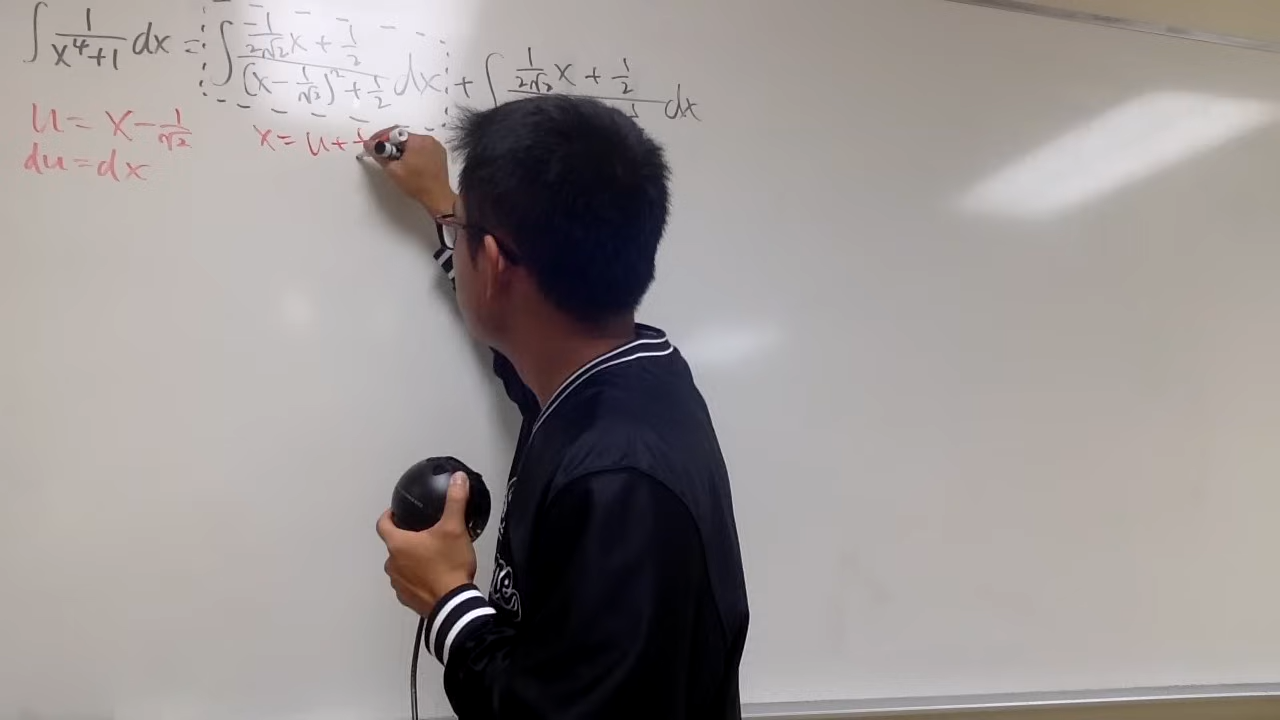 ∫ 1/(x⁴+1) dx = ∫ (-1/(2√2) x + 1/2)/((x - 1/√2)² + 1/2) dx + ∫ (1/(2√2) x + 1/2)/ dx
u = x - 1/√2
x = u + 1
du = dx